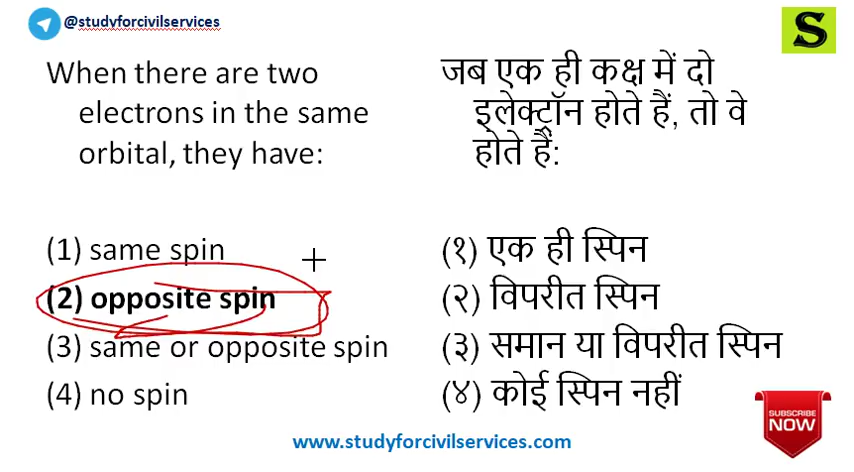 @studyforcivilservices
S
When there are two
electrons in the same
orbital, they have:
(1) same spin
(2) opposite spin
(3) same or opposite spin
(4) no spin
जब एक ही कक्ष में दो
इलेक्ट्रॉन होते हैं, तो वे
होते हैं:
(१) एक ही स्पिन
(२) विपरीत स्पिन
(३) समान या विपरीत स्पिन
(४) कोई स्पिन नहीं
SUBSCRIBE
NOW
www.studyforcivilservices.com